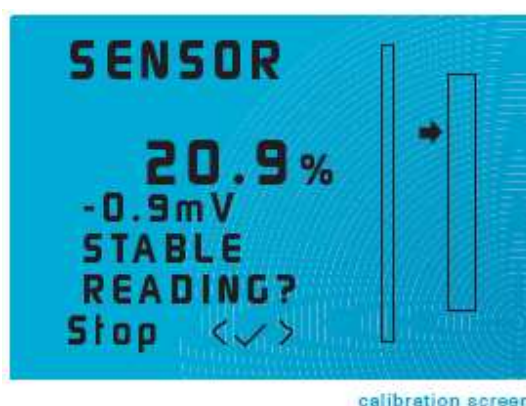 SENSOR
20.9%
-0.9mV
STABLE
READING?
Stop <✓>
calibration screen